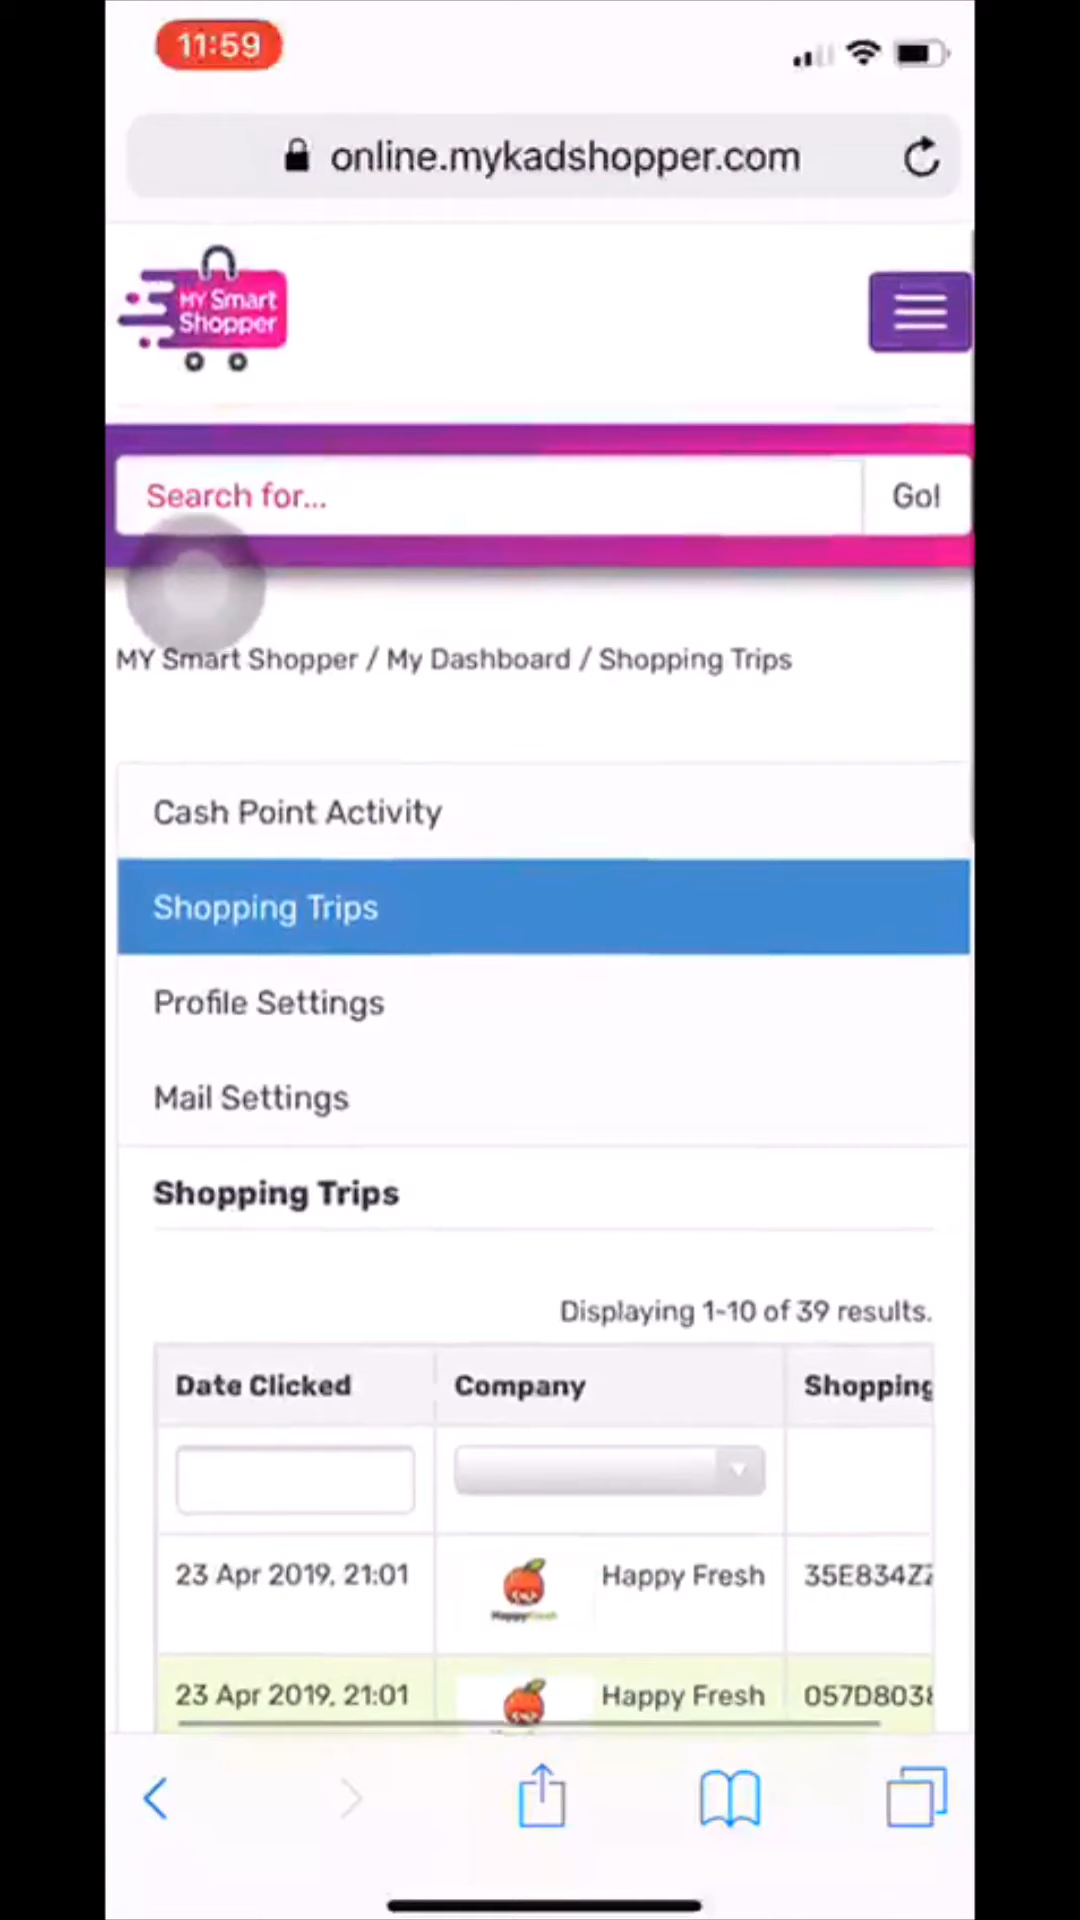 11:59
online.mykadshopper.com
MY Smart
Shopper
Search for...
Go!
MY Smart Shopper / My Dashboard / Shopping Trips
Cash Point Activity
Shopping Trips
Profile Settings
Mail Settings
Shopping Trips
Displaying 1-10 of 39 results.
Date Clicked Company Shopping
23 Apr 2019, 21:01 HappyFresh Happy Fresh 35E834Z
23 Apr 2019, 21:01 Happy Fresh 057D803